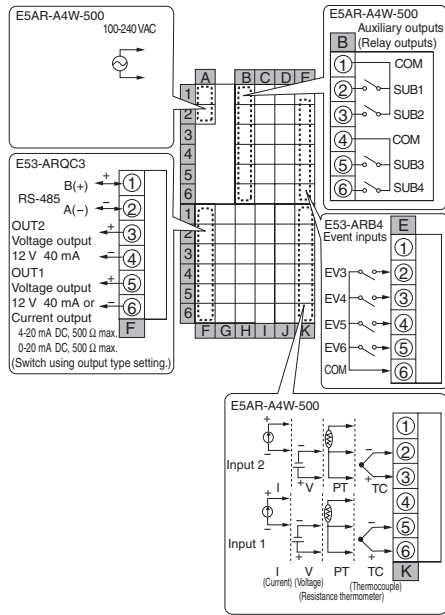 E5AR-A4W-500
100-240 VAC
E5AR-A4W-500
Auxiliary outputs
(Relay outputs)
B
1 COM
2 SUB1
3 SUB2
4 COM
5 SUB3
6 SUB4
A B C D E
1
2
3
4
5
6
1
2
3
4
5
6
F G H I J K
E53-ARQC3
B(+) + 1
RS-485
A(−) − 2
OUT2 + 3
Voltage output
12 V 40 mA − 4
OUT1 + 5
Voltage output
12 V 40 mA or − 6
Current output
4-20 mA DC, 500 Ω max.
0-20 mA DC, 500 Ω max.
(Switch using output type setting.)
F
E53-ARB4
Event inputs
E
1
EV3 2
EV4 3
EV5 4
EV6 5
COM 6
E5AR-A4W-500
1
2
3
4
5
6
K
+ − − + − +
Input 2
I V PT TC
+ − − + − +
Input 1
I V PT TC
(Current) (Voltage) (Thermocouple)
(Resistance thermometer)